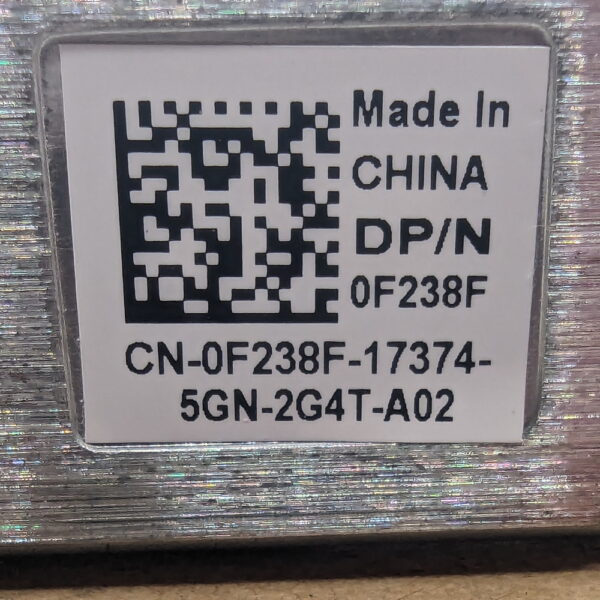 Made In
CHINA
DP/N
0F238F
CN-0F238F-17374-
5GN-2G4T-A02